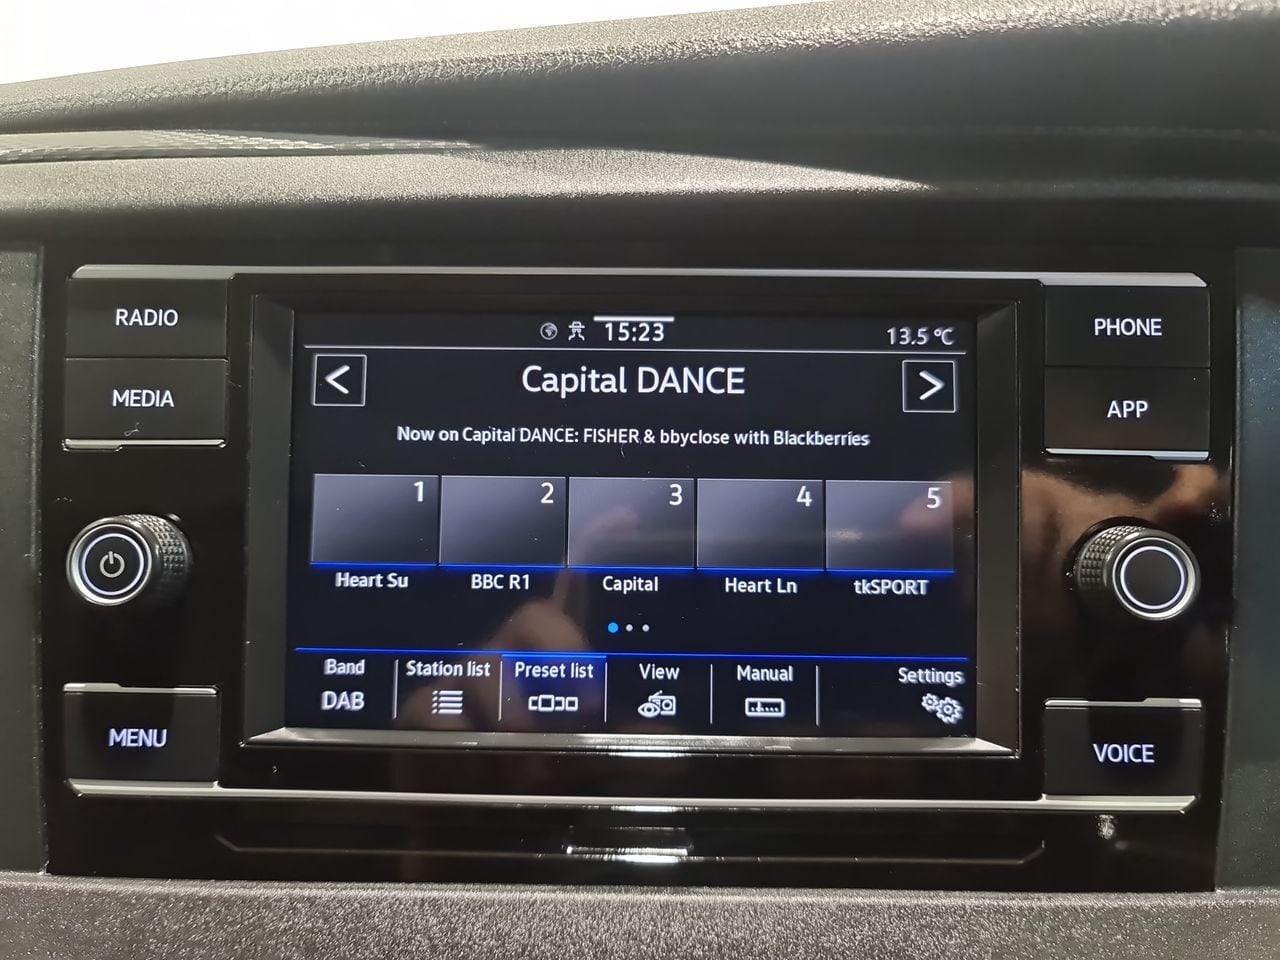 RADIO
MEDIA
MENU
15:23
13.5 °C
<
Capital DANCE
>
Now on Capital DANCE: FISHER & bbyclose with Blackberries
1 2 3 4 5
Heart Su BBC R1 Capital Heart Ln tkSPORT
Band Station list Preset list View Manual Settings
DAB
PHONE
APP
VOICE